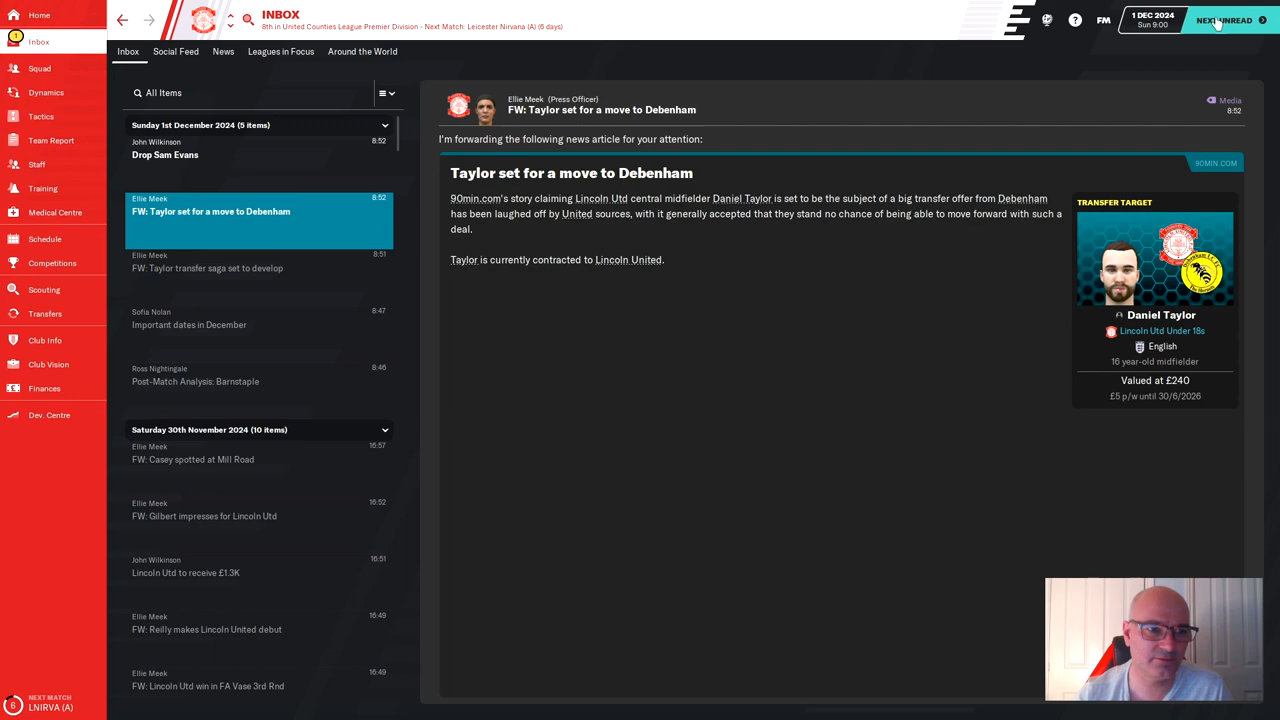 Home
INBOX
8th in United Counties League Premier Division - Next Match: Leicester Nirvana (A) (6 days)
?
FM
1 DEC 2024
Sun 9:00
NEXT UNREAD
1
Inbox
Inbox
Social Feed
News
Leagues in Focus
Around the World
Squad
Dynamics
Tactics
Team Report
Staff
Training
Medical Centre
Schedule
Competitions
Scouting
Transfers
Club Info
Club Vision
Finances
Dev. Centre
6
NEXT MATCH
LNIRVA (A)
All Items
Sunday 1st December 2024 (5 items)
John Wilkinson 8:52
Drop Sam Evans
Ellie Meek 8:52
FW: Taylor set for a move to Debenham
Ellie Meek 8:51
FW: Taylor transfer saga set to develop
Sofia Nolan 8:47
Important dates in December
Ross Nightingale 8:46
Post-Match Analysis: Barnstaple
Saturday 30th November 2024 (10 items)
Ellie Meek 16:57
FW: Casey spotted at Mill Road
Ellie Meek 16:52
FW: Gilbert impresses for Lincoln Utd
John Wilkinson 16:51
Lincoln Utd to receive £1.3K
Ellie Meek 16:49
FW: Reilly makes Lincoln United debut
Ellie Meek 16:49
FW: Lincoln Utd win in FA Vase 3rd Rnd
Ellie Meek (Press Officer)
FW: Taylor set for a move to Debenham
Media
8:52
I'm forwarding the following news article for your attention:
90MIN.COM
Taylor set for a move to Debenham
90min.com's story claiming Lincoln Utd central midfielder Daniel Taylor is set to be the subject of a big transfer offer from Debenham
has been laughed off by United sources, with it generally accepted that they stand no chance of being able to move forward with such a
deal.
Taylor is currently contracted to Lincoln United.
TRANSFER TARGET
Daniel Taylor
Lincoln Utd Under 18s
English
16 year-old midfielder
Valued at £240
£5 p/w until 30/6/2026